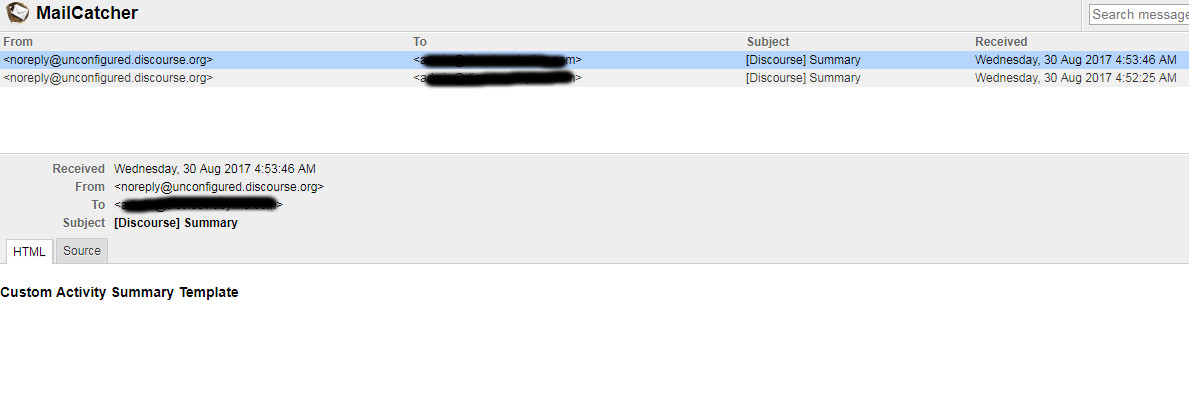 MailCatcher
Search message
From To Subject Received
<noreply@unconfigured.discourse.org> < > [Discourse] Summary Wednesday, 30 Aug 2017 4:53:46 AM
<noreply@unconfigured.discourse.org> < > [Discourse] Summary Wednesday, 30 Aug 2017 4:52:25 AM
Received Wednesday, 30 Aug 2017 4:53:46 AM
From <noreply@unconfigured.discourse.org>
To < >
Subject [Discourse] Summary
HTML Source
Custom Activity Summary Template